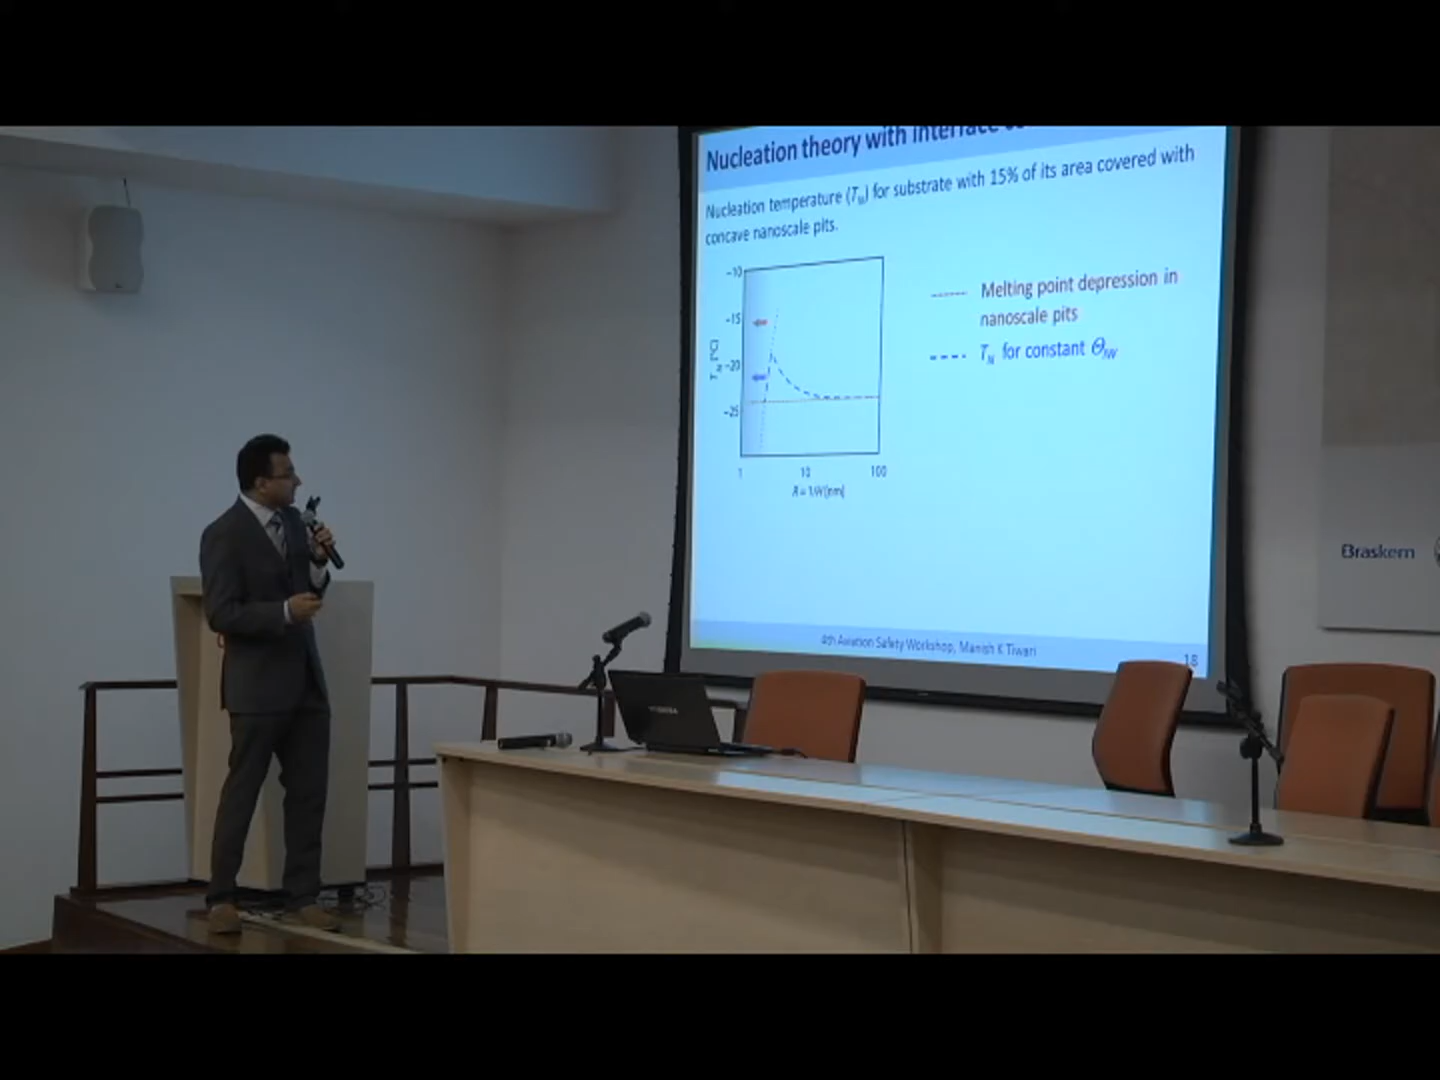 Nucleation theory with interface
Nucleation temperature (T_N) for substrate with 15% of its area covered with
concave nanoscale pits.
-10
-15
-20
-25
T_N [°C]
1 10 100
Melting point depression in
nanoscale pits
T_N for constant Θ_IW
4th Aviation Safety Workshop, Manish K Tiwari
18
Braskem
TOSHIBA